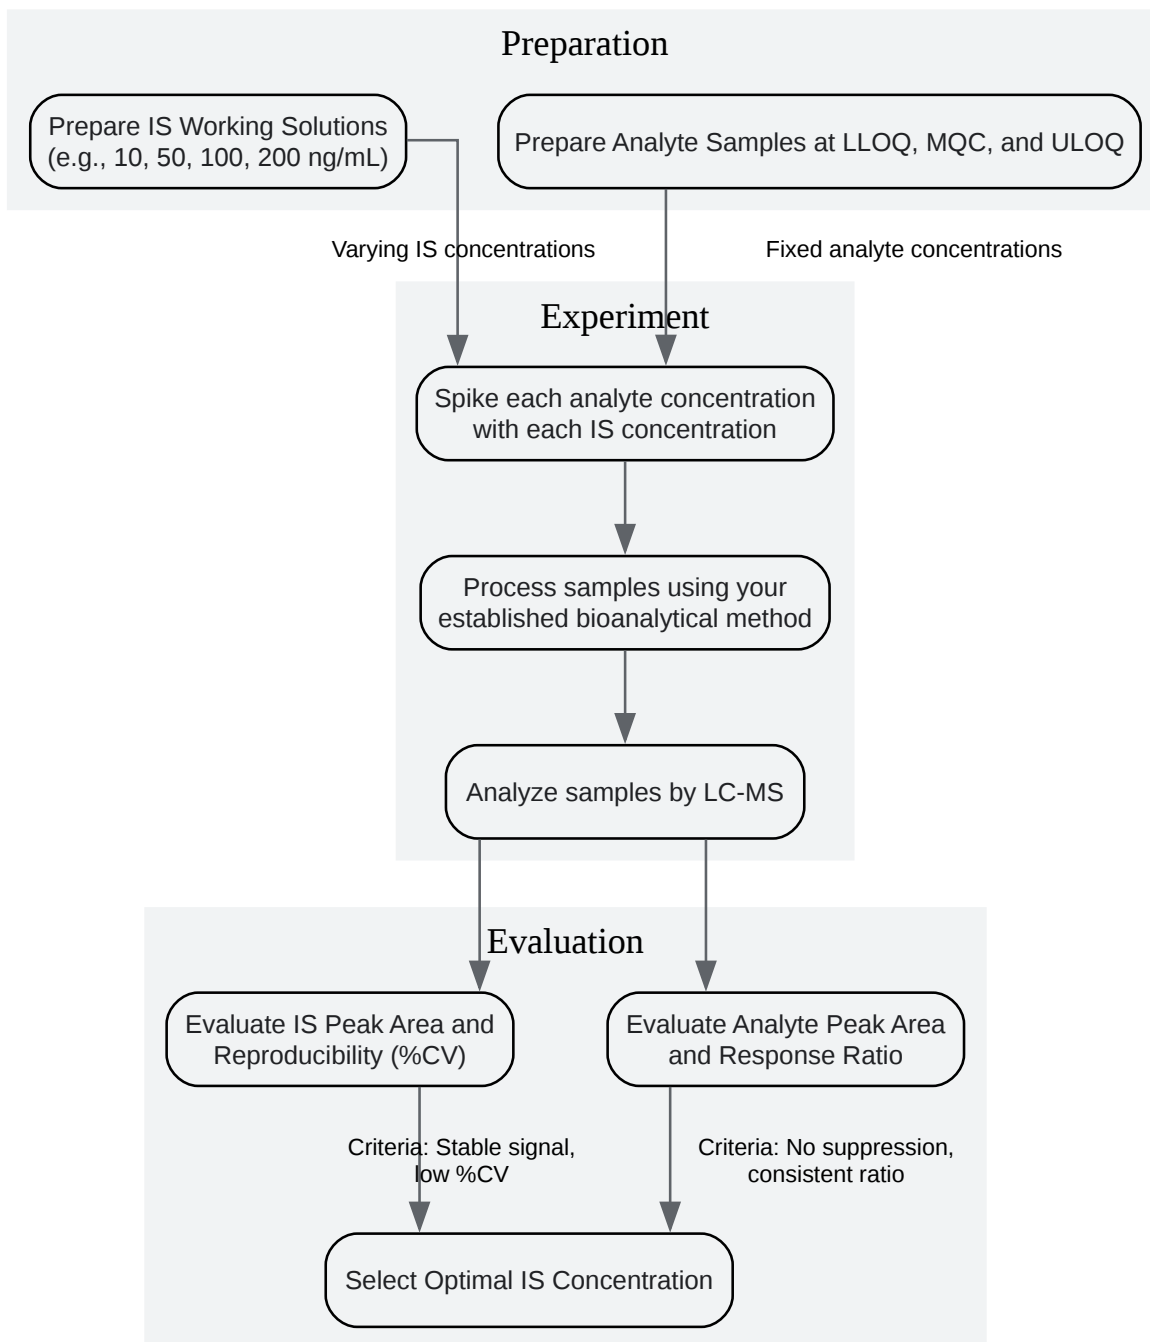 Preparation
Prepare IS Working Solutions
(e.g., 10, 50, 100, 200 ng/mL)
Prepare Analyte Samples at LLOQ, MQC, and ULOQ
Varying IS concentrations
Fixed analyte concentrations
Experiment
Spike each analyte concentration
with each IS concentration
Process samples using your
established bioanalytical method
Analyze samples by LC-MS
Evaluation
Evaluate IS Peak Area and
Reproducibility (%CV)
Evaluate Analyte Peak Area
and Response Ratio
Criteria: Stable signal,
low %CV
Criteria: No suppression,
consistent ratio
Select Optimal IS Concentration